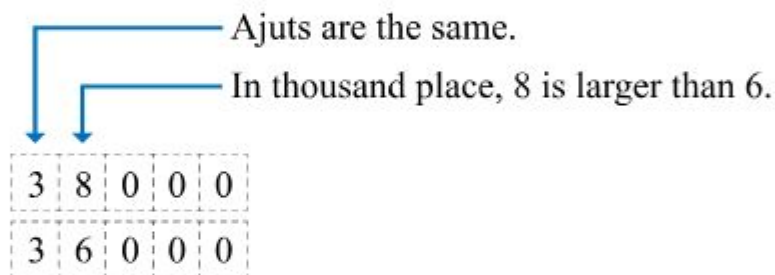 Ajuts are the same.
In thousand place, 8 is larger than 6.
3 8 0 0 0
3 6 0 0 0